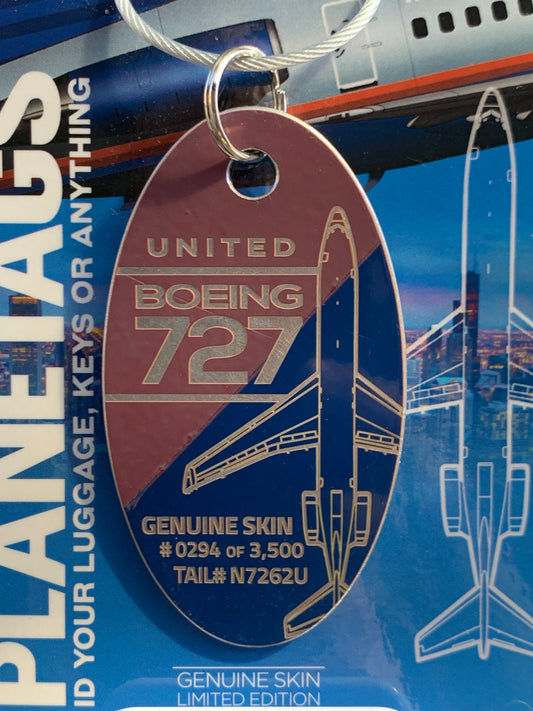 PLANETAGS
ID YOUR LUGGAGE, KEYS OR ANYTHING
UNITED
BOEING
727
GENUINE SKIN
# 0294 OF 3,500
TAIL# N7262U
GENUINE SKIN
LIMITED EDITION